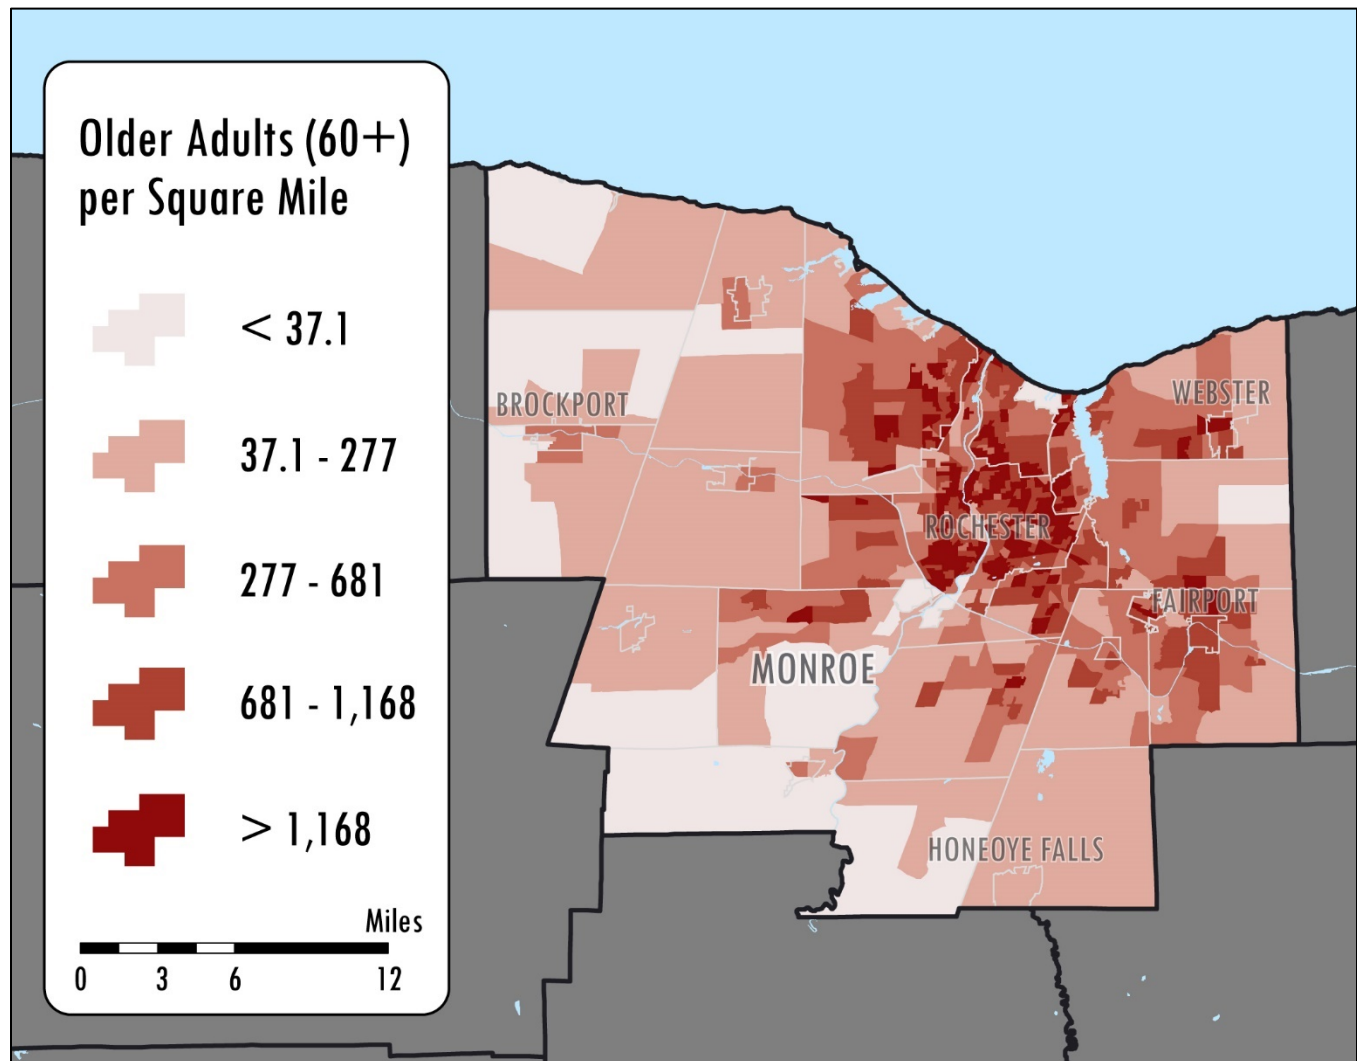 Older Adults (60+)
per Square Mile
< 37.1
37.1 - 277
277 - 681
681 - 1,168
> 1,168
Miles
0 3 6 12
BROCKPORT
WEBSTER
ROCHESTER
FAIRPORT
MONROE
HONEOYE FALLS